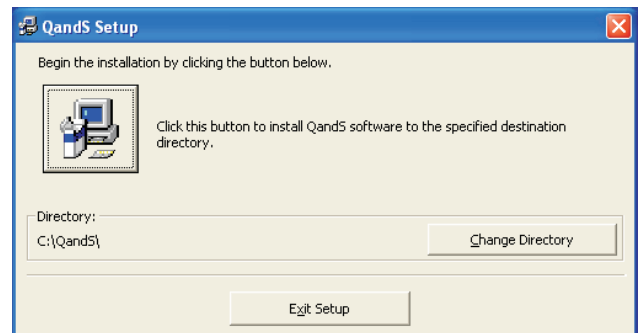 QandS Setup
Begin the installation by clicking the button below.
Click this button to install QandS software to the specified destination
directory.
Directory:
C:\QandS\
Change Directory
Exit Setup